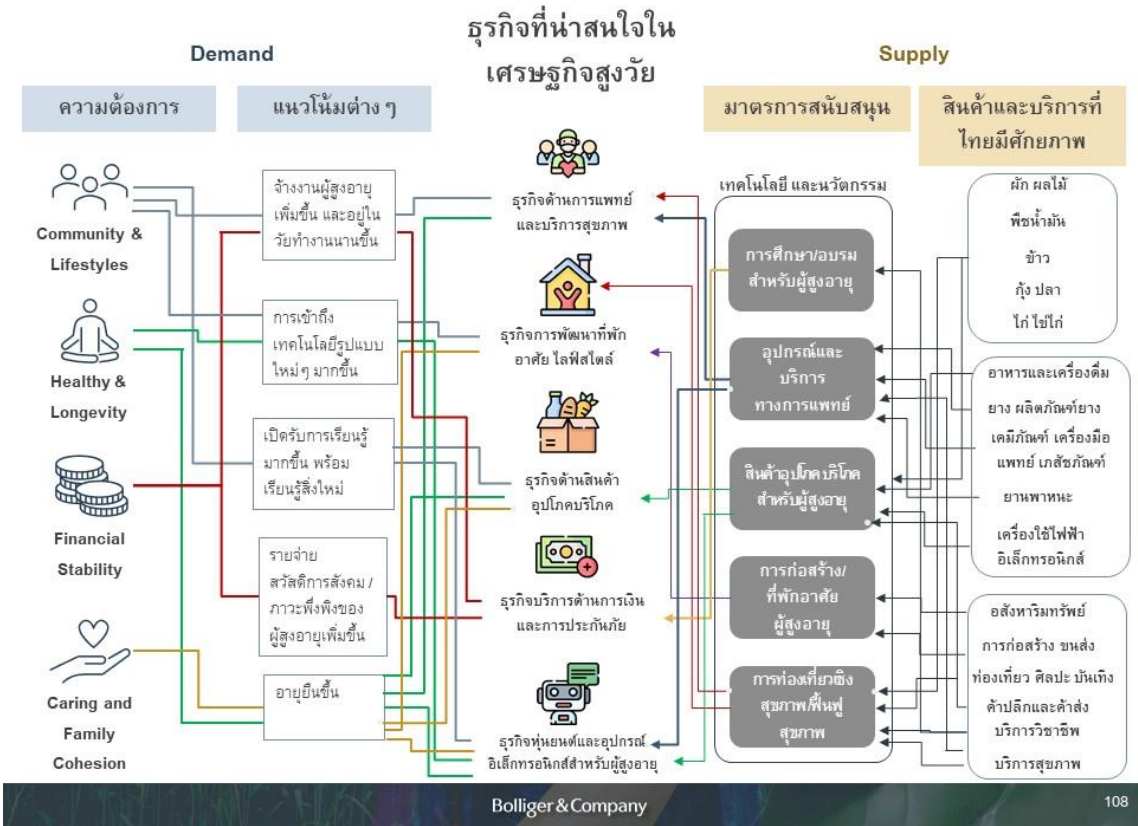 ธุรกิจที่น่าสนใจใน
เศรษฐกิจสูงวัย
Demand
Supply
ความต้องการ
แนวโน้มต่าง ๆ
มาตรการสนับสนุน
สินค้าและบริการที่
ไทยมีศักยภาพ
Community &
Lifestyles
Healthy &
Longevity
Financial
Stability
Caring and
Family
Cohesion
จ้างงานผู้สูงอายุ
เพิ่มขึ้น และอยู่ใน
วัยทำงานนานขึ้น
การเข้าถึง
เทคโนโลยีรูปแบบ
ใหม่ๆ มากขึ้น
เปิดรับการเรียนรู้
มากขึ้น พร้อม
เรียนรู้สิ่งใหม่
รายจ่าย
สวัสดิการสังคม /
ภาวะพึ่งพิงของ
ผู้สูงอายุเพิ่มขึ้น
อายุยืนขึ้น
ธุรกิจด้านการแพทย์
และบริการสุขภาพ
ธุรกิจการพัฒนาที่พัก
อาศัย ไลฟ์สไตล์
ธุรกิจด้านสินค้า
อุปโภคบริโภค
ธุรกิจบริการด้านการเงิน
และการประกันภัย
ธุรกิจหุ่นยนต์และอุปกรณ์
อิเล็กทรอนิกส์สำหรับผู้สูงอายุ
เทคโนโลยี และนวัตกรรม
การศึกษา/อบรม
สำหรับผู้สูงอายุ
อุปกรณ์และ
บริการ
ทางการแพทย์
สินค้าอุปโภคบริโภค
สำหรับผู้สูงอายุ
การก่อสร้าง/
ที่พักอาศัย
ผู้สูงอายุ
การท่องเที่ยวเชิง
สุขภาพ/ฟื้นฟู
สุขภาพ
ผัก ผลไม้
พืชน้ำมัน
ข้าว
กุ้ง ปลา
ไก่ ไข่ไก่
อาหารและเครื่องดื่ม
ยาง ผลิตภัณฑ์ยาง
เคมีภัณฑ์ เครื่องมือ
แพทย์ เภสัชภัณฑ์
ยานพาหนะ
เครื่องใช้ไฟฟ้า
อิเล็กทรอนิกส์
อสังหาริมทรัพย์
การก่อสร้าง ขนส่ง
ท่องเที่ยว ศิลปะ บันเทิง
ค้าปลีกและค้าส่ง
บริการวิชาชีพ
บริการสุขภาพ
Bolliger & Company
108